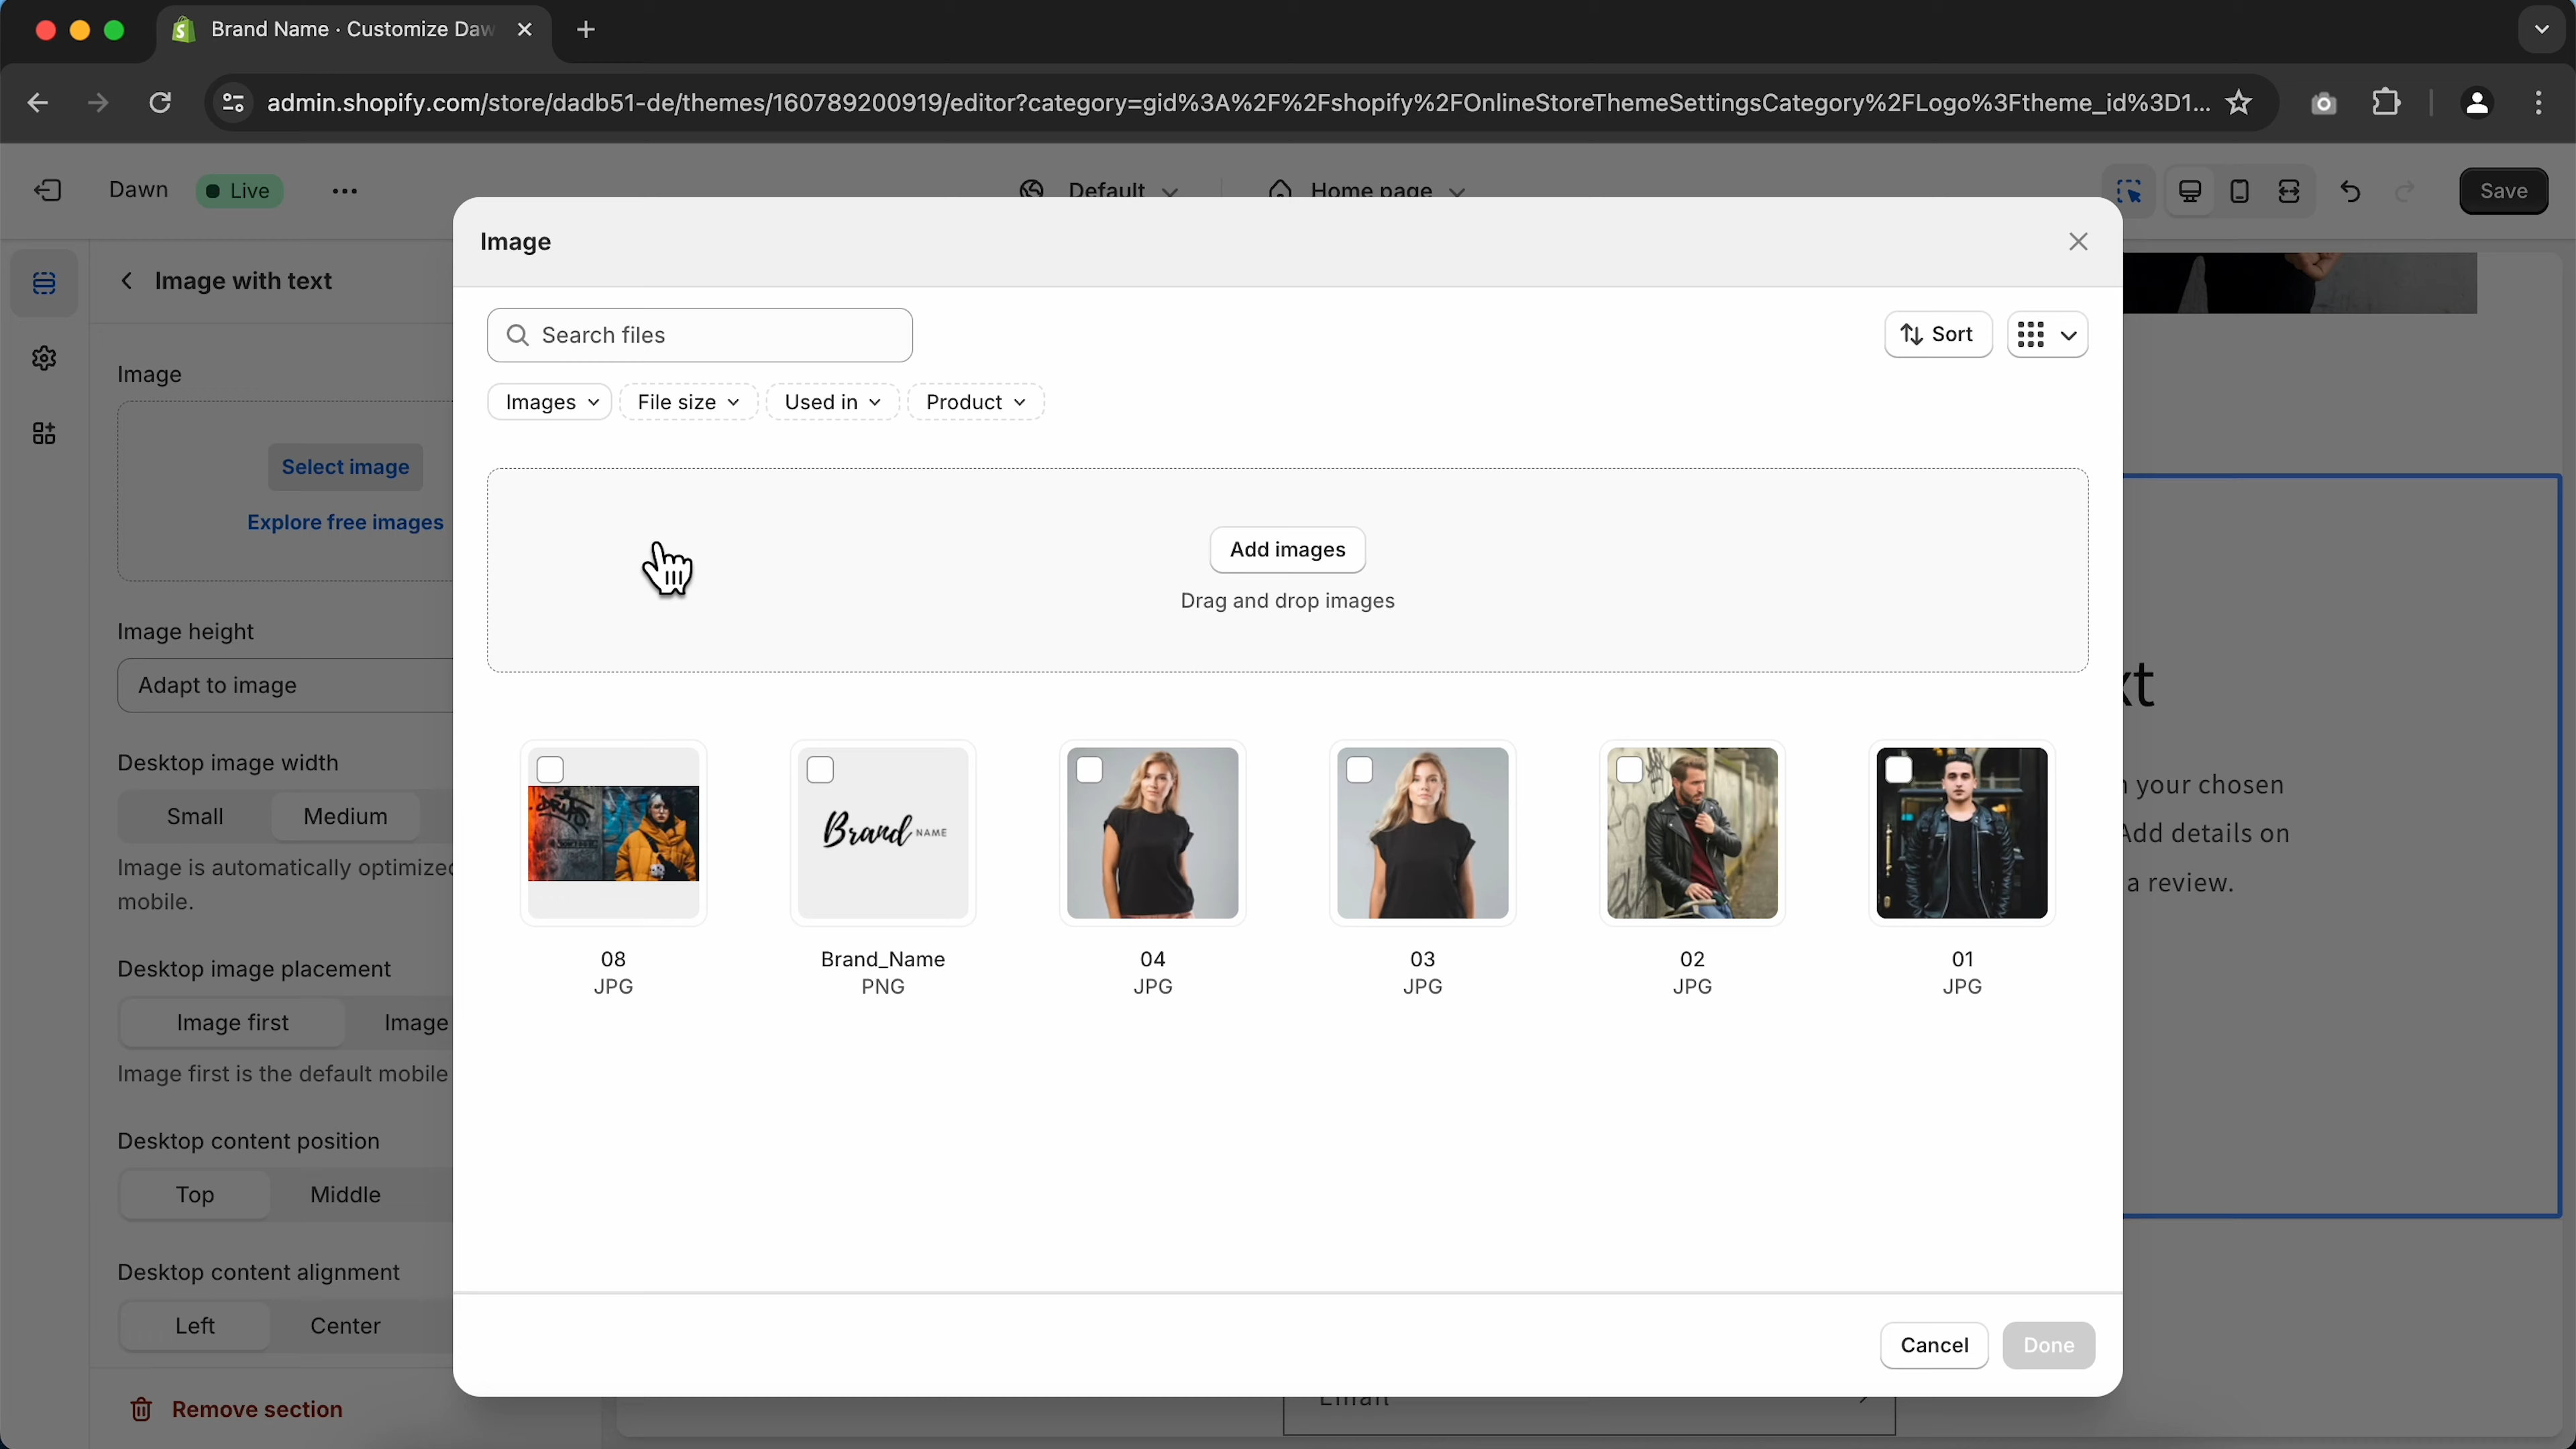 Brand Name · Customize Daw
admin.shopify.com/store/dadb51-de/themes/160789200919/editor?category=gid%3A%2F%2Fshopify%2FOnlineStoreThemeSettingsCategory%2FLogo%3Ftheme_id%3D1...
Dawn
Live
Default
Home page
Save
Image with text
Image
Select image
Explore free images
Image height
Adapt to image
Desktop image width
Small
Medium
Image is automatically optimized
mobile.
Desktop image placement
Image first
Image
Image first is the default mobile
Desktop content position
Top
Middle
Desktop content alignment
Left
Center
Remove section
Image
Search files
Sort
Images
File size
Used in
Product
Add images
Drag and drop images
Brand NAME
08
JPG
Brand_Name
PNG
04
JPG
03
JPG
02
JPG
01
JPG
Cancel
Done
your chosen
Add details on
a review.
Email